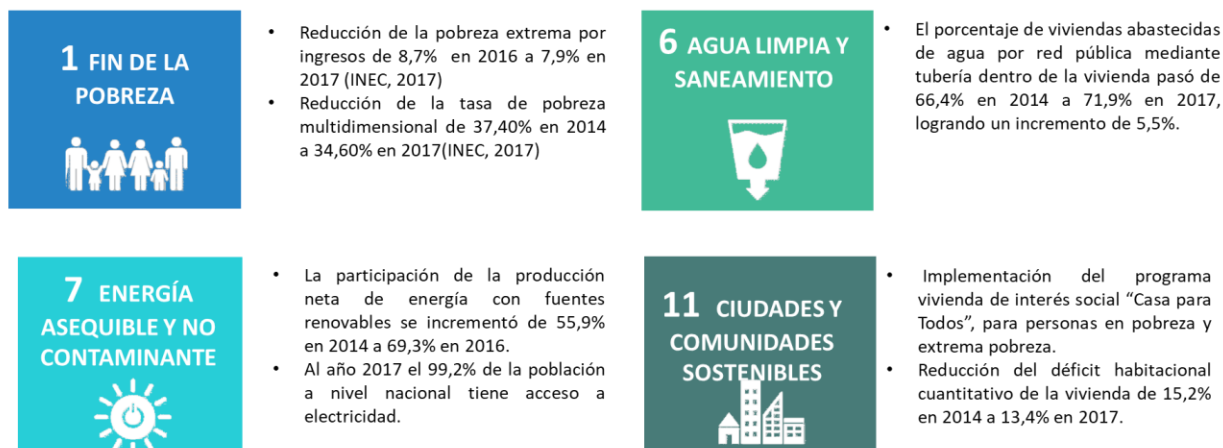 1 FIN DE LA
POBREZA
• Reducción de la pobreza extrema por
ingresos de 8,7% en 2016 a 7,9% en
2017 (INEC, 2017)
• Reducción de la tasa de pobreza
multidimensional de 37,40% en 2014
a 34,60% en 2017(INEC, 2017)
6 AGUA LIMPIA Y
SANEAMIENTO
• El porcentaje de viviendas abastecidas
de agua por red pública mediante
tubería dentro de la vivienda pasó de
66,4% en 2014 a 71,9% en 2017,
logrando un incremento de 5,5%.
7 ENERGÍA
ASEQUIBLE Y NO
CONTAMINANTE
• La participación de la producción
neta de energía con fuentes
renovables se incrementó de 55,9%
en 2014 a 69,3% en 2016.
• Al año 2017 el 99,2% de la población
a nivel nacional tiene acceso a
electricidad.
11 CIUDADES Y
COMUNIDADES
SOSTENIBLES
• Implementación del programa
vivienda de interés social “Casa para
Todos”, para personas en pobreza y
extrema pobreza.
• Reducción del déficit habitacional
cuantitativo de la vivienda de 15,2%
en 2014 a 13,4% en 2017.